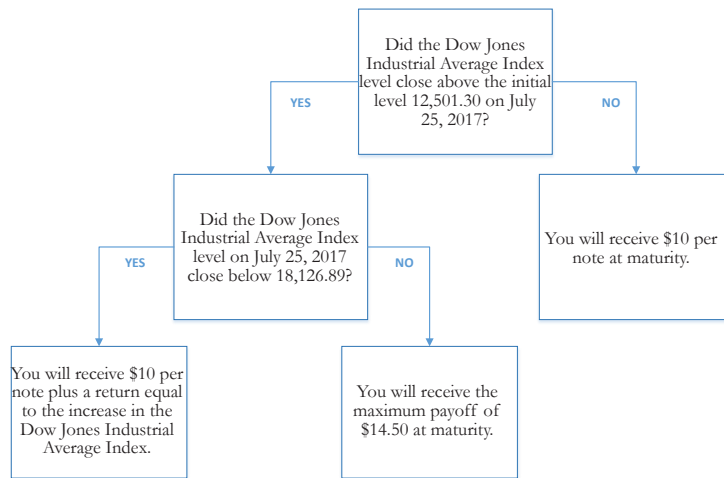 Did the Dow Jones
Industrial Average Index
level close above the initial
level 12,501.30 on July
25, 2017?
YES
NO
Did the Dow Jones
Industrial Average Index
level on July 25, 2017
close below 18,126.89?
You will receive $10 per
note at maturity.
YES
NO
You will receive $10 per
note plus a return equal
to the increase in the
Dow Jones Industrial
Average Index.
You will receive the
maximum payoff of
$14.50 at maturity.